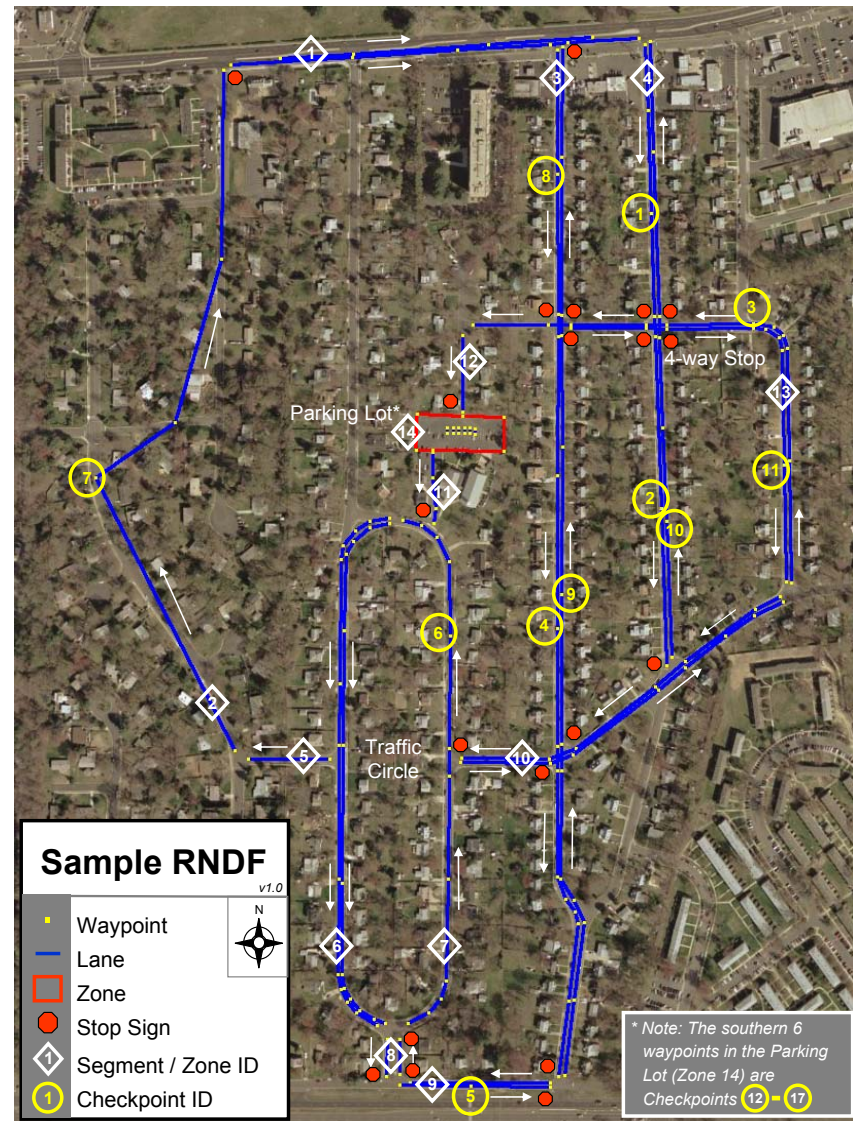 1
3
4
8
1
3
4-way Stop
12
13
Parking Lot*
14
7
11
11
2
10
9
6
4
2
5
Traffic
Circle
10
6
7
8
9
5
Sample RNDF
v1.0
Waypoint
Lane
Zone
Stop Sign
1 Segment / Zone ID
1 Checkpoint ID
N
* Note: The southern 6
waypoints in the Parking
Lot (Zone 14) are
Checkpoints 12 - 17